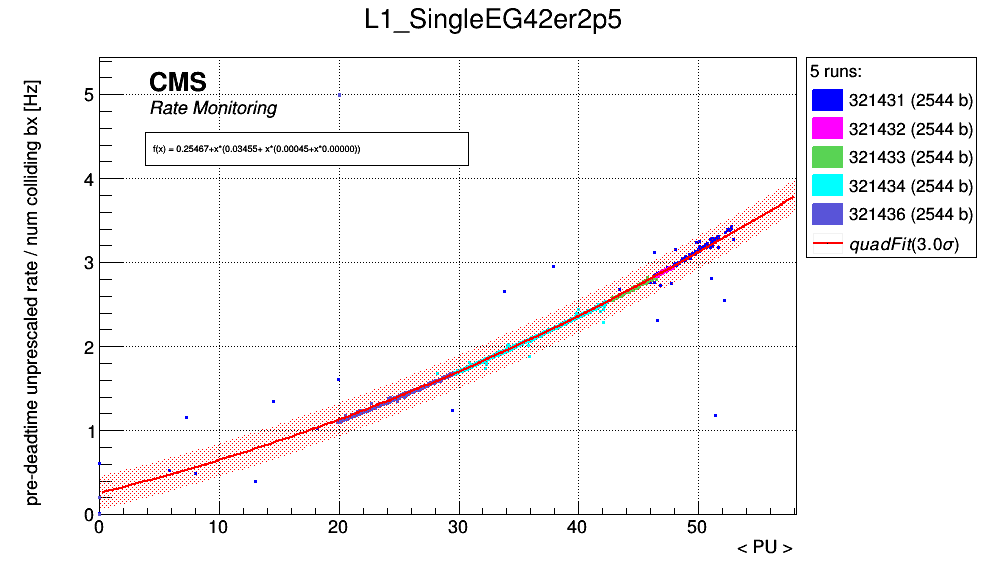 L1_SingleEG42er2p5
pre-deadtime unprescaled rate / num colliding bx [Hz]
CMS
Rate Monitoring
f(x) = 0.25467+x*(0.03455+ x*(0.00045+x*0.00000))
5
4
3
2
1
0
0 10 20 30 40 50
< PU >
5 runs:
321431 (2544 b)
321432 (2544 b)
321433 (2544 b)
321434 (2544 b)
321436 (2544 b)
quadFit(3.0σ)